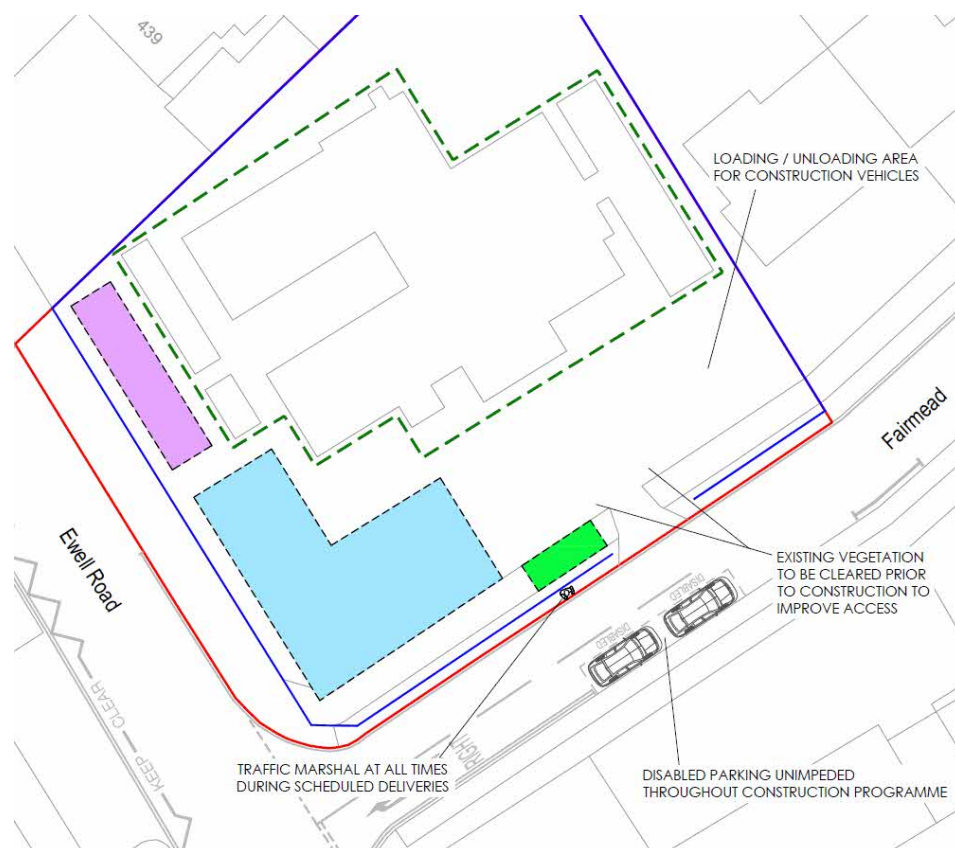 439
LOADING / UNLOADING AREA
FOR CONSTRUCTION VEHICLES
Fairmead
Ewell Road
EXISTING VEGETATION
TO BE CLEARED PRIOR
TO CONSTRUCTION TO
IMPROVE ACCESS
DISABLED
DISABLED
KEEP CLEAR
RIGHT
TRAFFIC MARSHAL AT ALL TIMES
DURING SCHEDULED DELIVERIES
DISABLED PARKING UNIMPEDED
THROUGHOUT CONSTRUCTION PROGRAMME